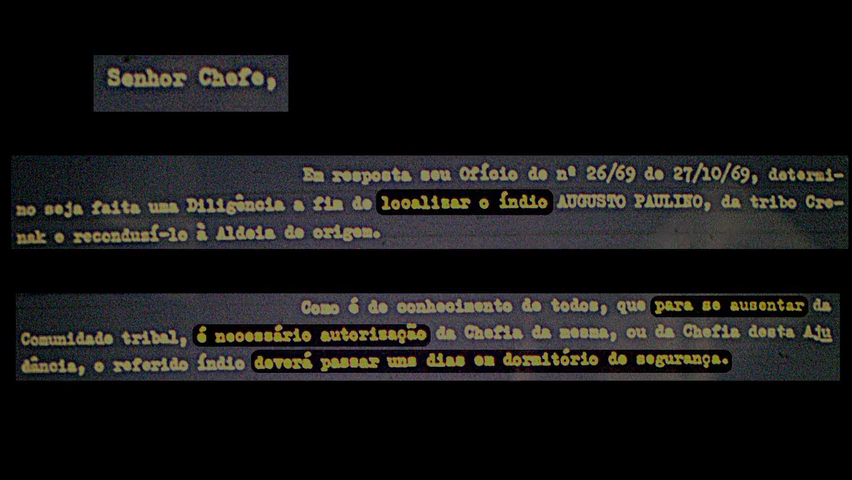 Senhor Chefe,
Em resposta seu Ofício de nº 26/69 de 27/10/69, determi-
no seja feita uma Diligência a fim de localizar o índio AUGUSTO PAULINO, da tribo Cre-
nak e reconduzí-lo à Aldeia de origem.
Como é de conhecimento de todos, que para se ausentar da
Comunidade tribal, é necessário autorização da Chefia da mesma, ou da Chefia desta Aju
dância, o referido índio deverá passar uns dias em dormitório de segurança.